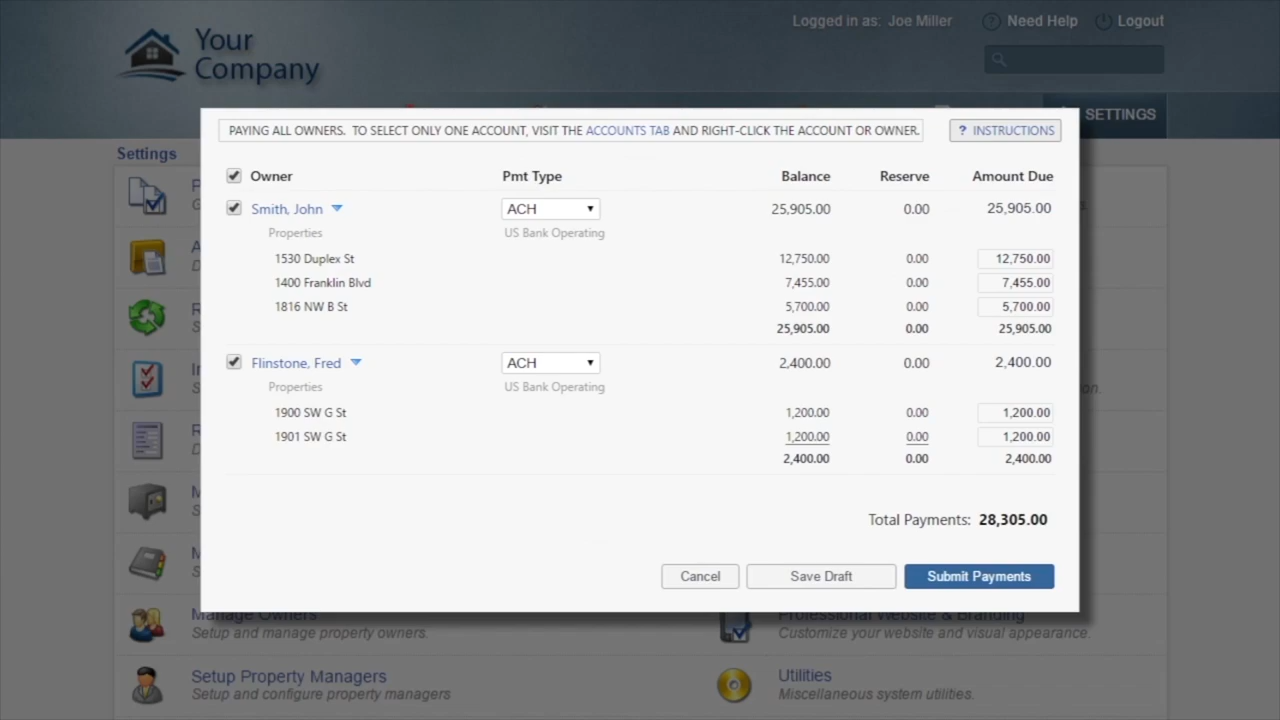 Logged in as: Joe Miller
Need Help
Logout
Your
Company
SETTINGS
Settings
PAYING ALL OWNERS. TO SELECT ONLY ONE ACCOUNT, VISIT THE ACCOUNTS TAB AND RIGHT-CLICK THE ACCOUNT OR OWNER.
? INSTRUCTIONS
Owner Pmt Type Balance Reserve Amount Due
Smith, John ACH 25,905.00 0.00 25,905.00
Properties US Bank Operating
1530 Duplex St 12,750.00 0.00 12,750.00
1400 Franklin Blvd 7,455.00 0.00 7,455.00
1816 NW B St 5,700.00 0.00 5,700.00
25,905.00 0.00 25,905.00
Flinstone, Fred ACH 2,400.00 0.00 2,400.00
Properties US Bank Operating
1900 SW G St 1,200.00 0.00 1,200.00
1901 SW G St 1,200.00 0.00 1,200.00
2,400.00 0.00 2,400.00
Total Payments: 28,305.00
Cancel Save Draft Submit Payments
Manage Owners
Setup and manage property owners.
Professional Website & Branding
Customize your website and visual appearance.
Setup Property Managers
Setup and configure property managers
Utilities
Miscellaneous system utilities.